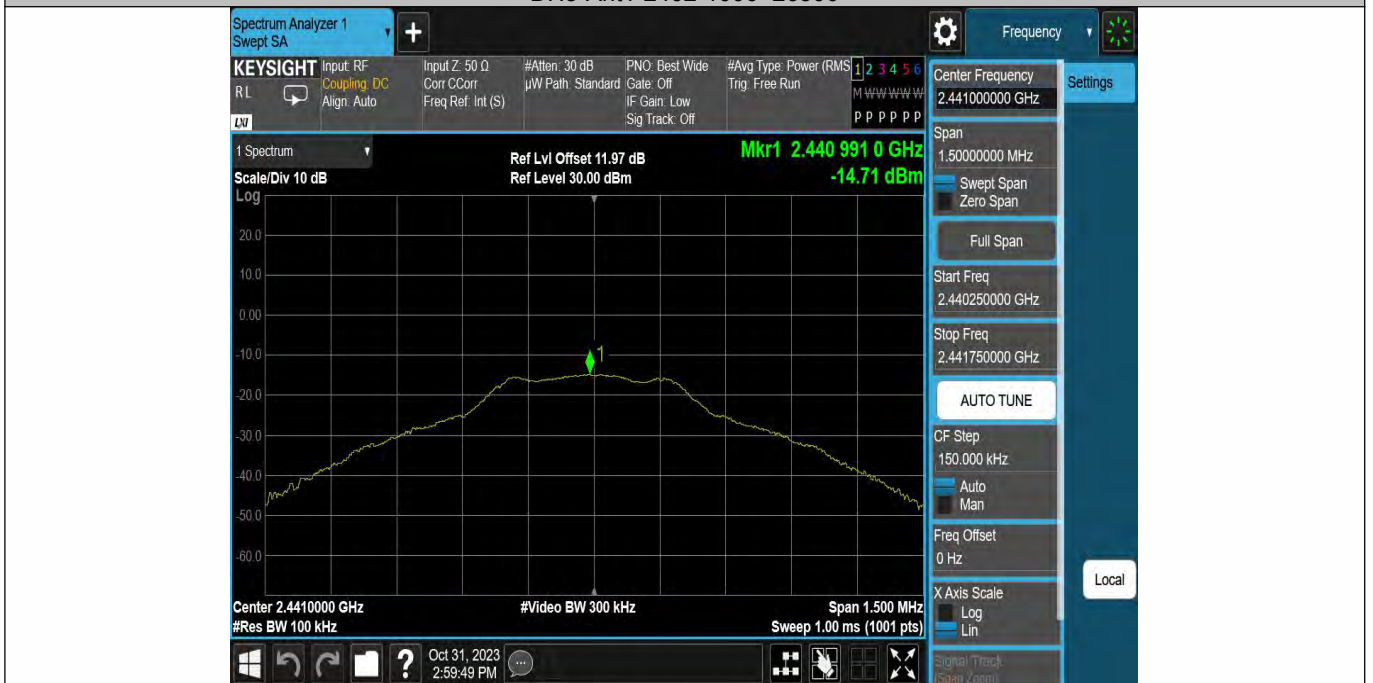 Spectrum Analyzer 1
Swept SA
+
Frequency
KEYSIGHT
RL
LXI
Input: RF
Coupling: DC
Align: Auto
Input Z: 50 Ω
Corr CCorr
Freq Ref: Int (S)
#Atten: 30 dB
µW Path: Standard
PNO: Best Wide
Gate: Off
IF Gain: Low
Sig Track: Off
#Avg Type: Power (RMS
Trig: Free Run
1 2 3 4 5 6
M W W W W W
P P P P P P
Center Frequency
2.441000000 GHz
Settings
Span
1.50000000 MHz
Swept Span
Zero Span
Full Span
Start Freq
2.440250000 GHz
Stop Freq
2.441750000 GHz
AUTO TUNE
CF Step
150.000 kHz
Auto
Man
Freq Offset
0 Hz
X Axis Scale
Log
Lin
Signal Track
(Span Zoom)
Local
1 Spectrum
Scale/Div 10 dB
Log
Ref Lvl Offset 11.97 dB
Ref Level 30.00 dBm
Mkr1 2.440 991 0 GHz
-14.71 dBm
20.0
10.0
0.00
-10.0
-20.0
-30.0
-40.0
-50.0
-60.0
1
Center 2.4410000 GHz
#Res BW 100 kHz
#Video BW 300 kHz
Span 1.500 MHz
Sweep 1.00 ms (1001 pts)
?
Oct 31, 2023
2:59:49 PM